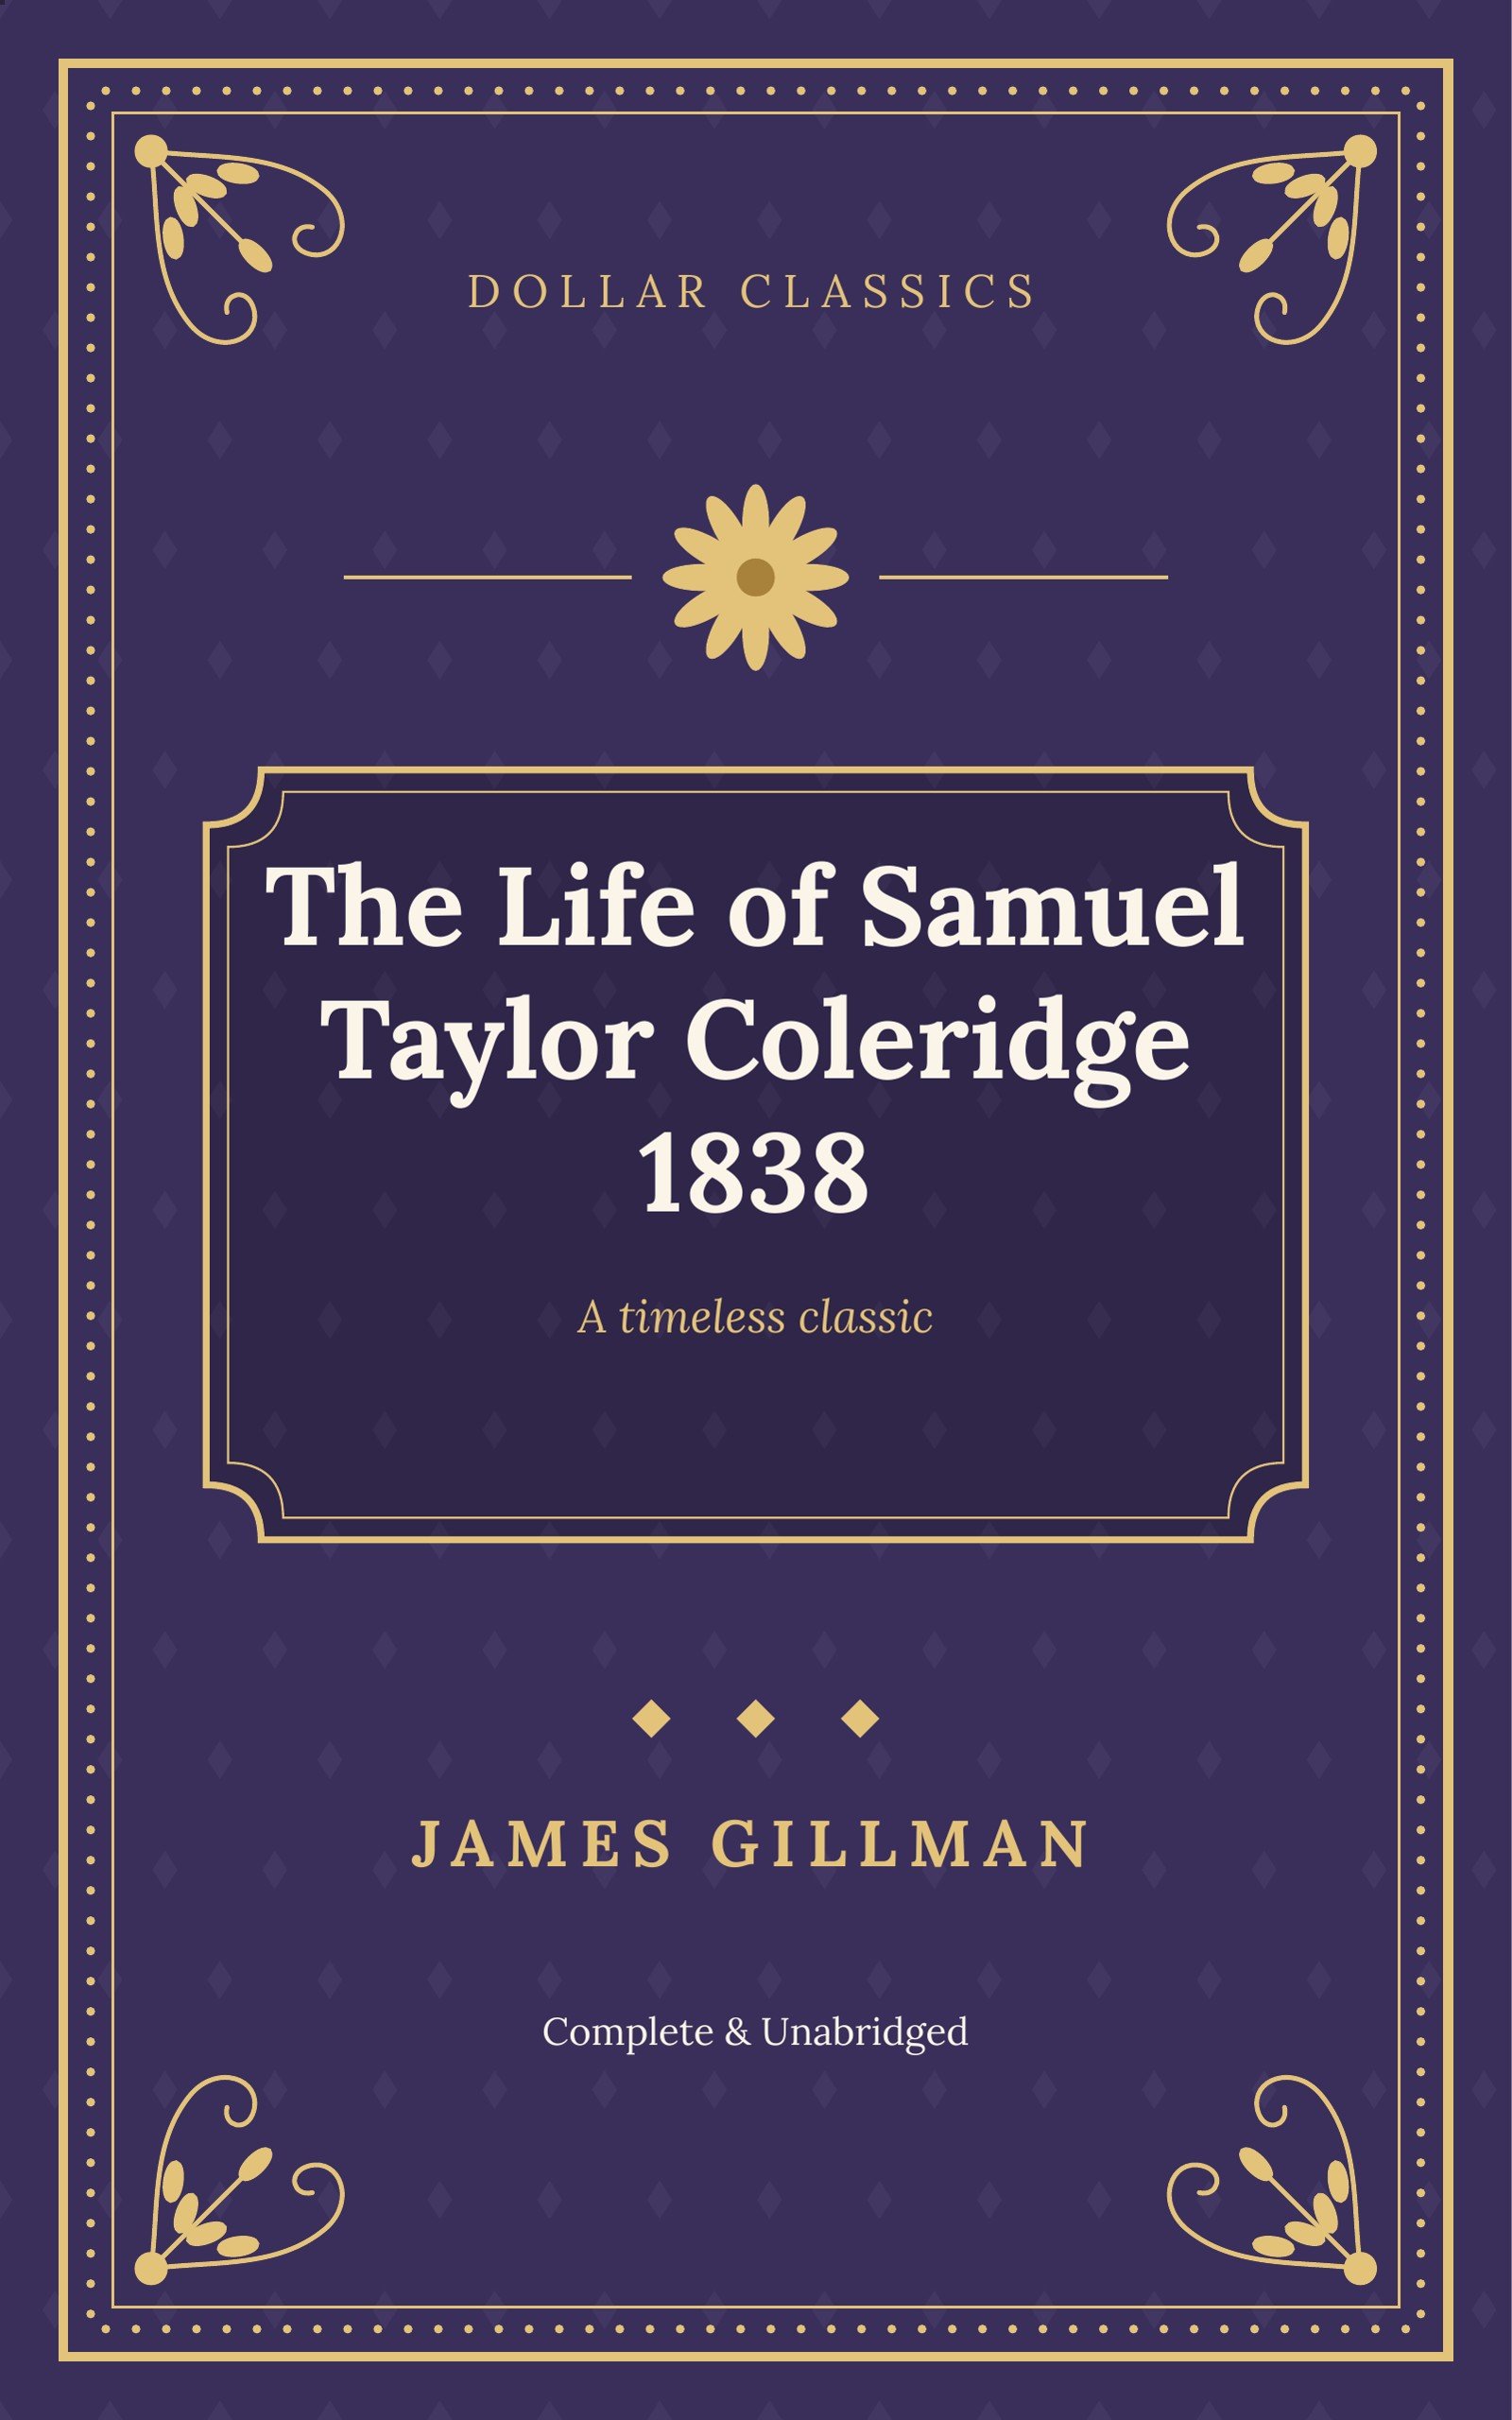 DOLLAR CLASSICS
The Life of Samuel
Taylor Coleridge
1838
A timeless classic
JAMES GILLMAN
Complete & Unabridged